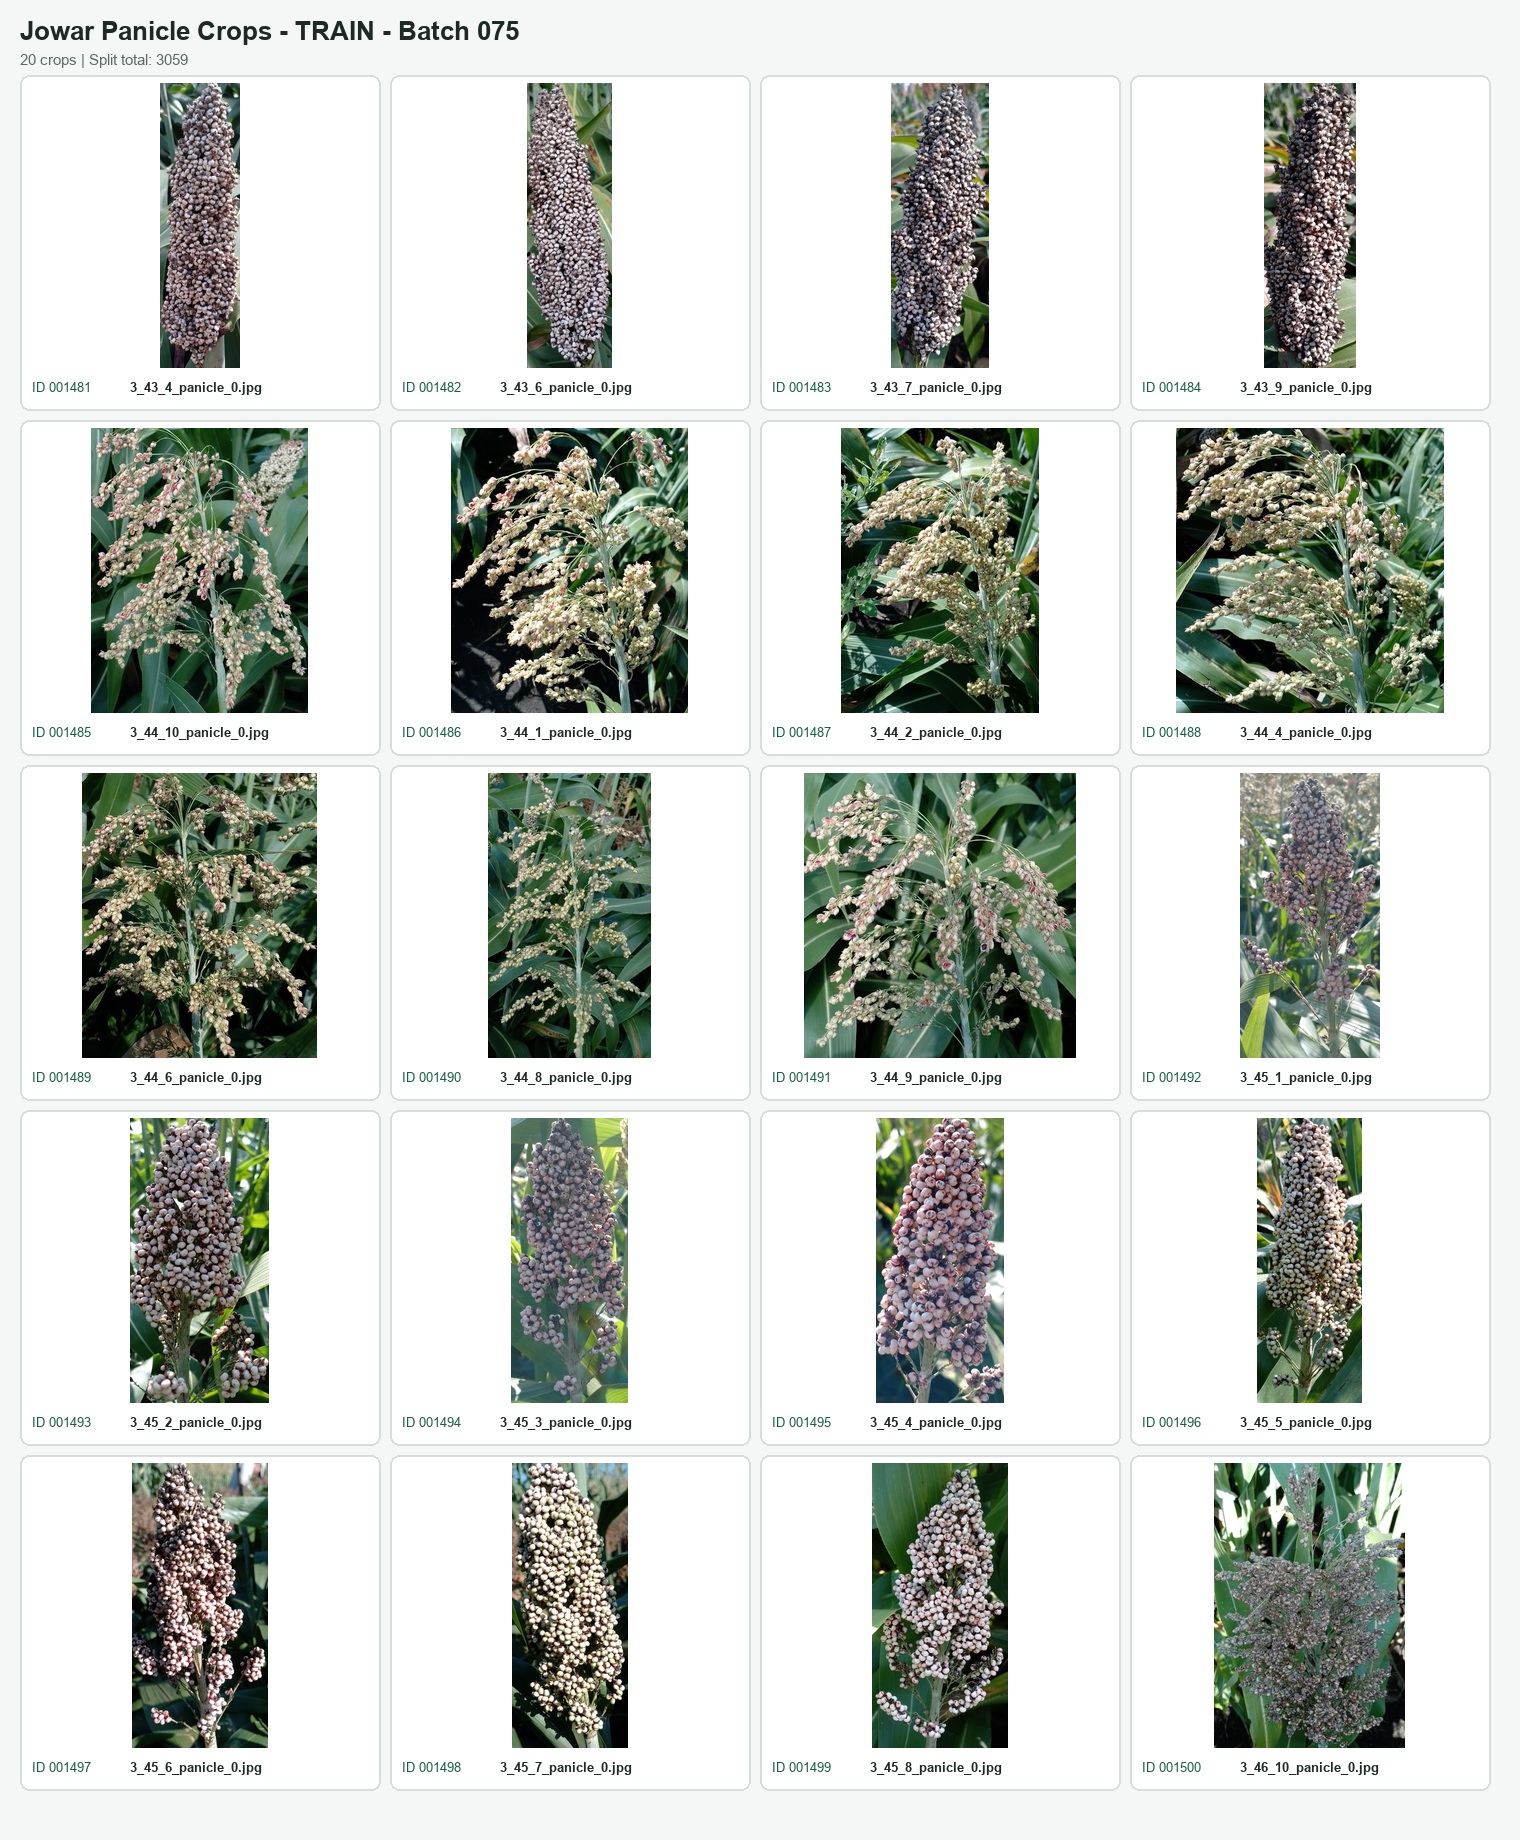 Jowar Panicle Crops - TRAIN - Batch 075
20 crops | Split total: 3059
ID 001481 3_43_4_panicle_0.jpg
ID 001482 3_43_6_panicle_0.jpg
ID 001483 3_43_7_panicle_0.jpg
ID 001484 3_43_9_panicle_0.jpg
ID 001485 3_44_10_panicle_0.jpg
ID 001486 3_44_1_panicle_0.jpg
ID 001487 3_44_2_panicle_0.jpg
ID 001488 3_44_4_panicle_0.jpg
ID 001489 3_44_6_panicle_0.jpg
ID 001490 3_44_8_panicle_0.jpg
ID 001491 3_44_9_panicle_0.jpg
ID 001492 3_45_1_panicle_0.jpg
ID 001493 3_45_2_panicle_0.jpg
ID 001494 3_45_3_panicle_0.jpg
ID 001495 3_45_4_panicle_0.jpg
ID 001496 3_45_5_panicle_0.jpg
ID 001497 3_45_6_panicle_0.jpg
ID 001498 3_45_7_panicle_0.jpg
ID 001499 3_45_8_panicle_0.jpg
ID 001500 3_46_10_panicle_0.jpg